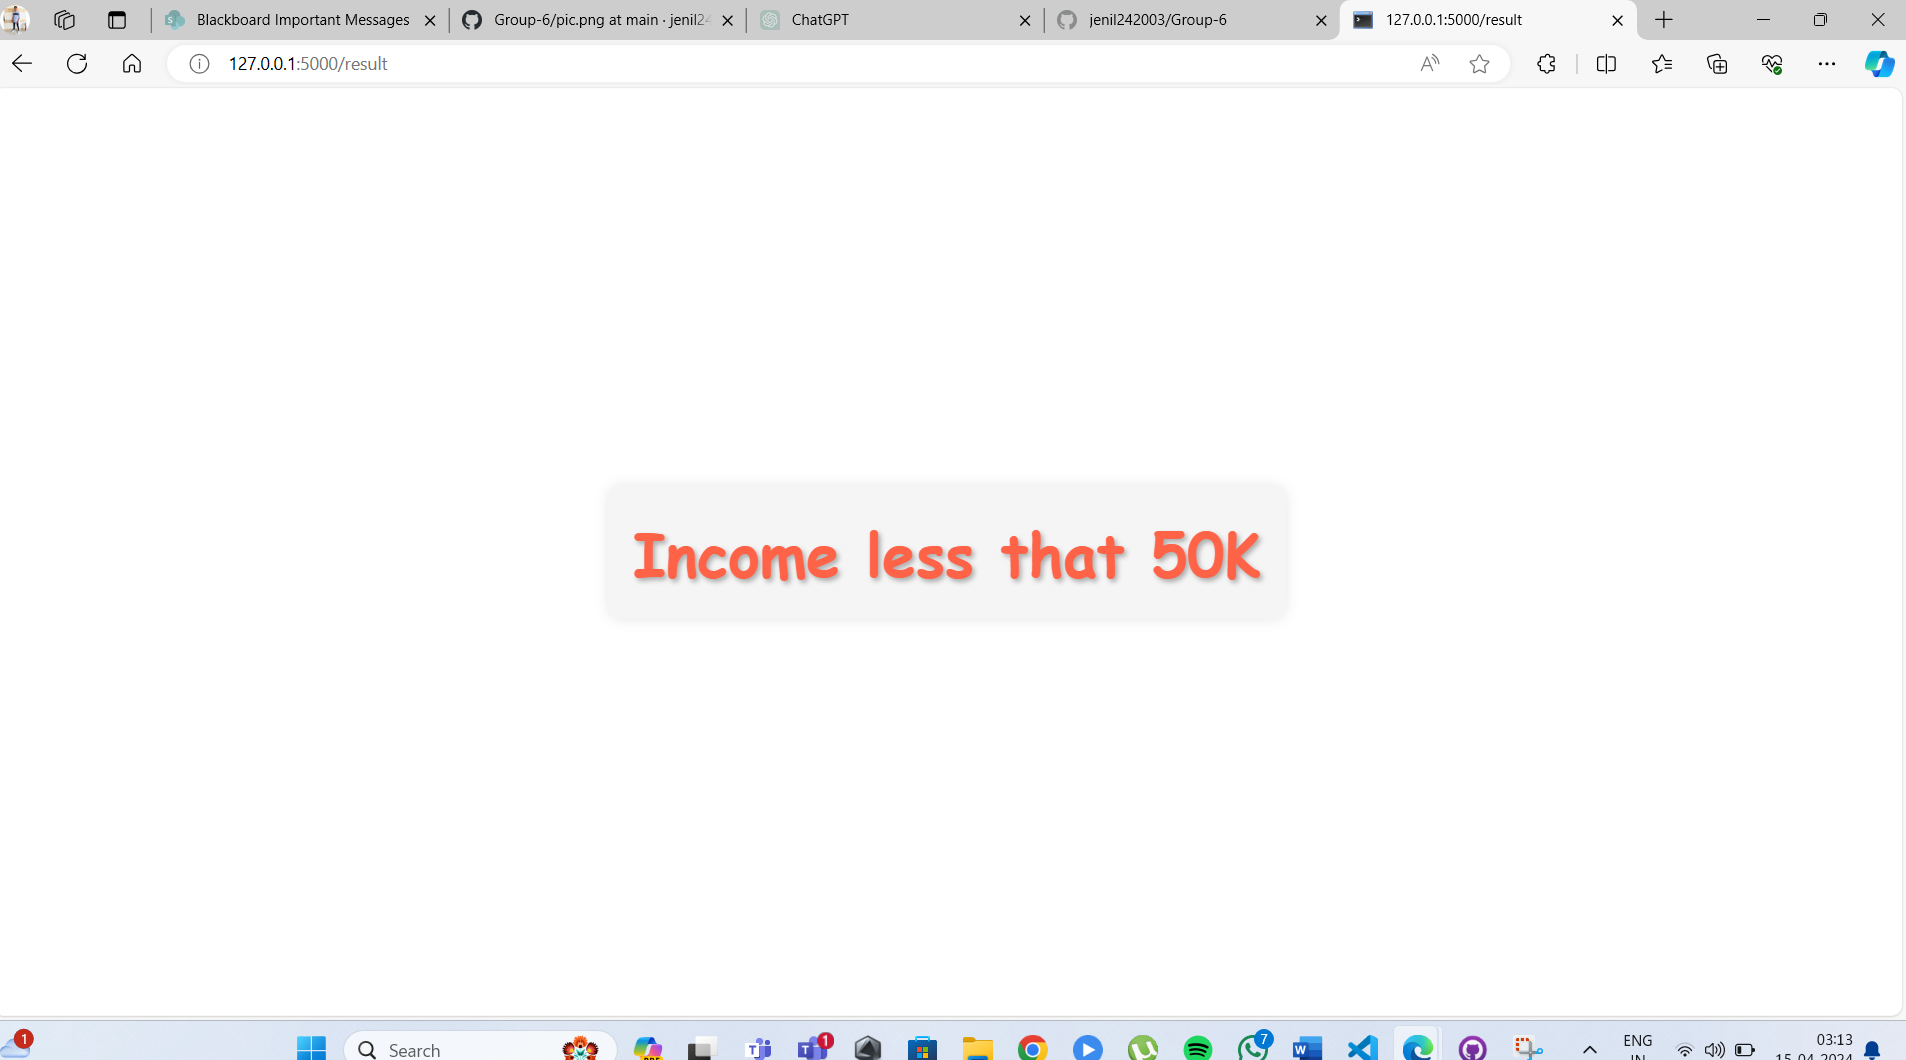 Blackboard Important Messages
Group-6/pic.png at main · jenil24
ChatGPT
jenil242003/Group-6
127.0.0.1:5000/result
127.0.0.1:5000/result
Income less that 50K
1
Search
1
7
ENG
IN
03:13
15-04-2024